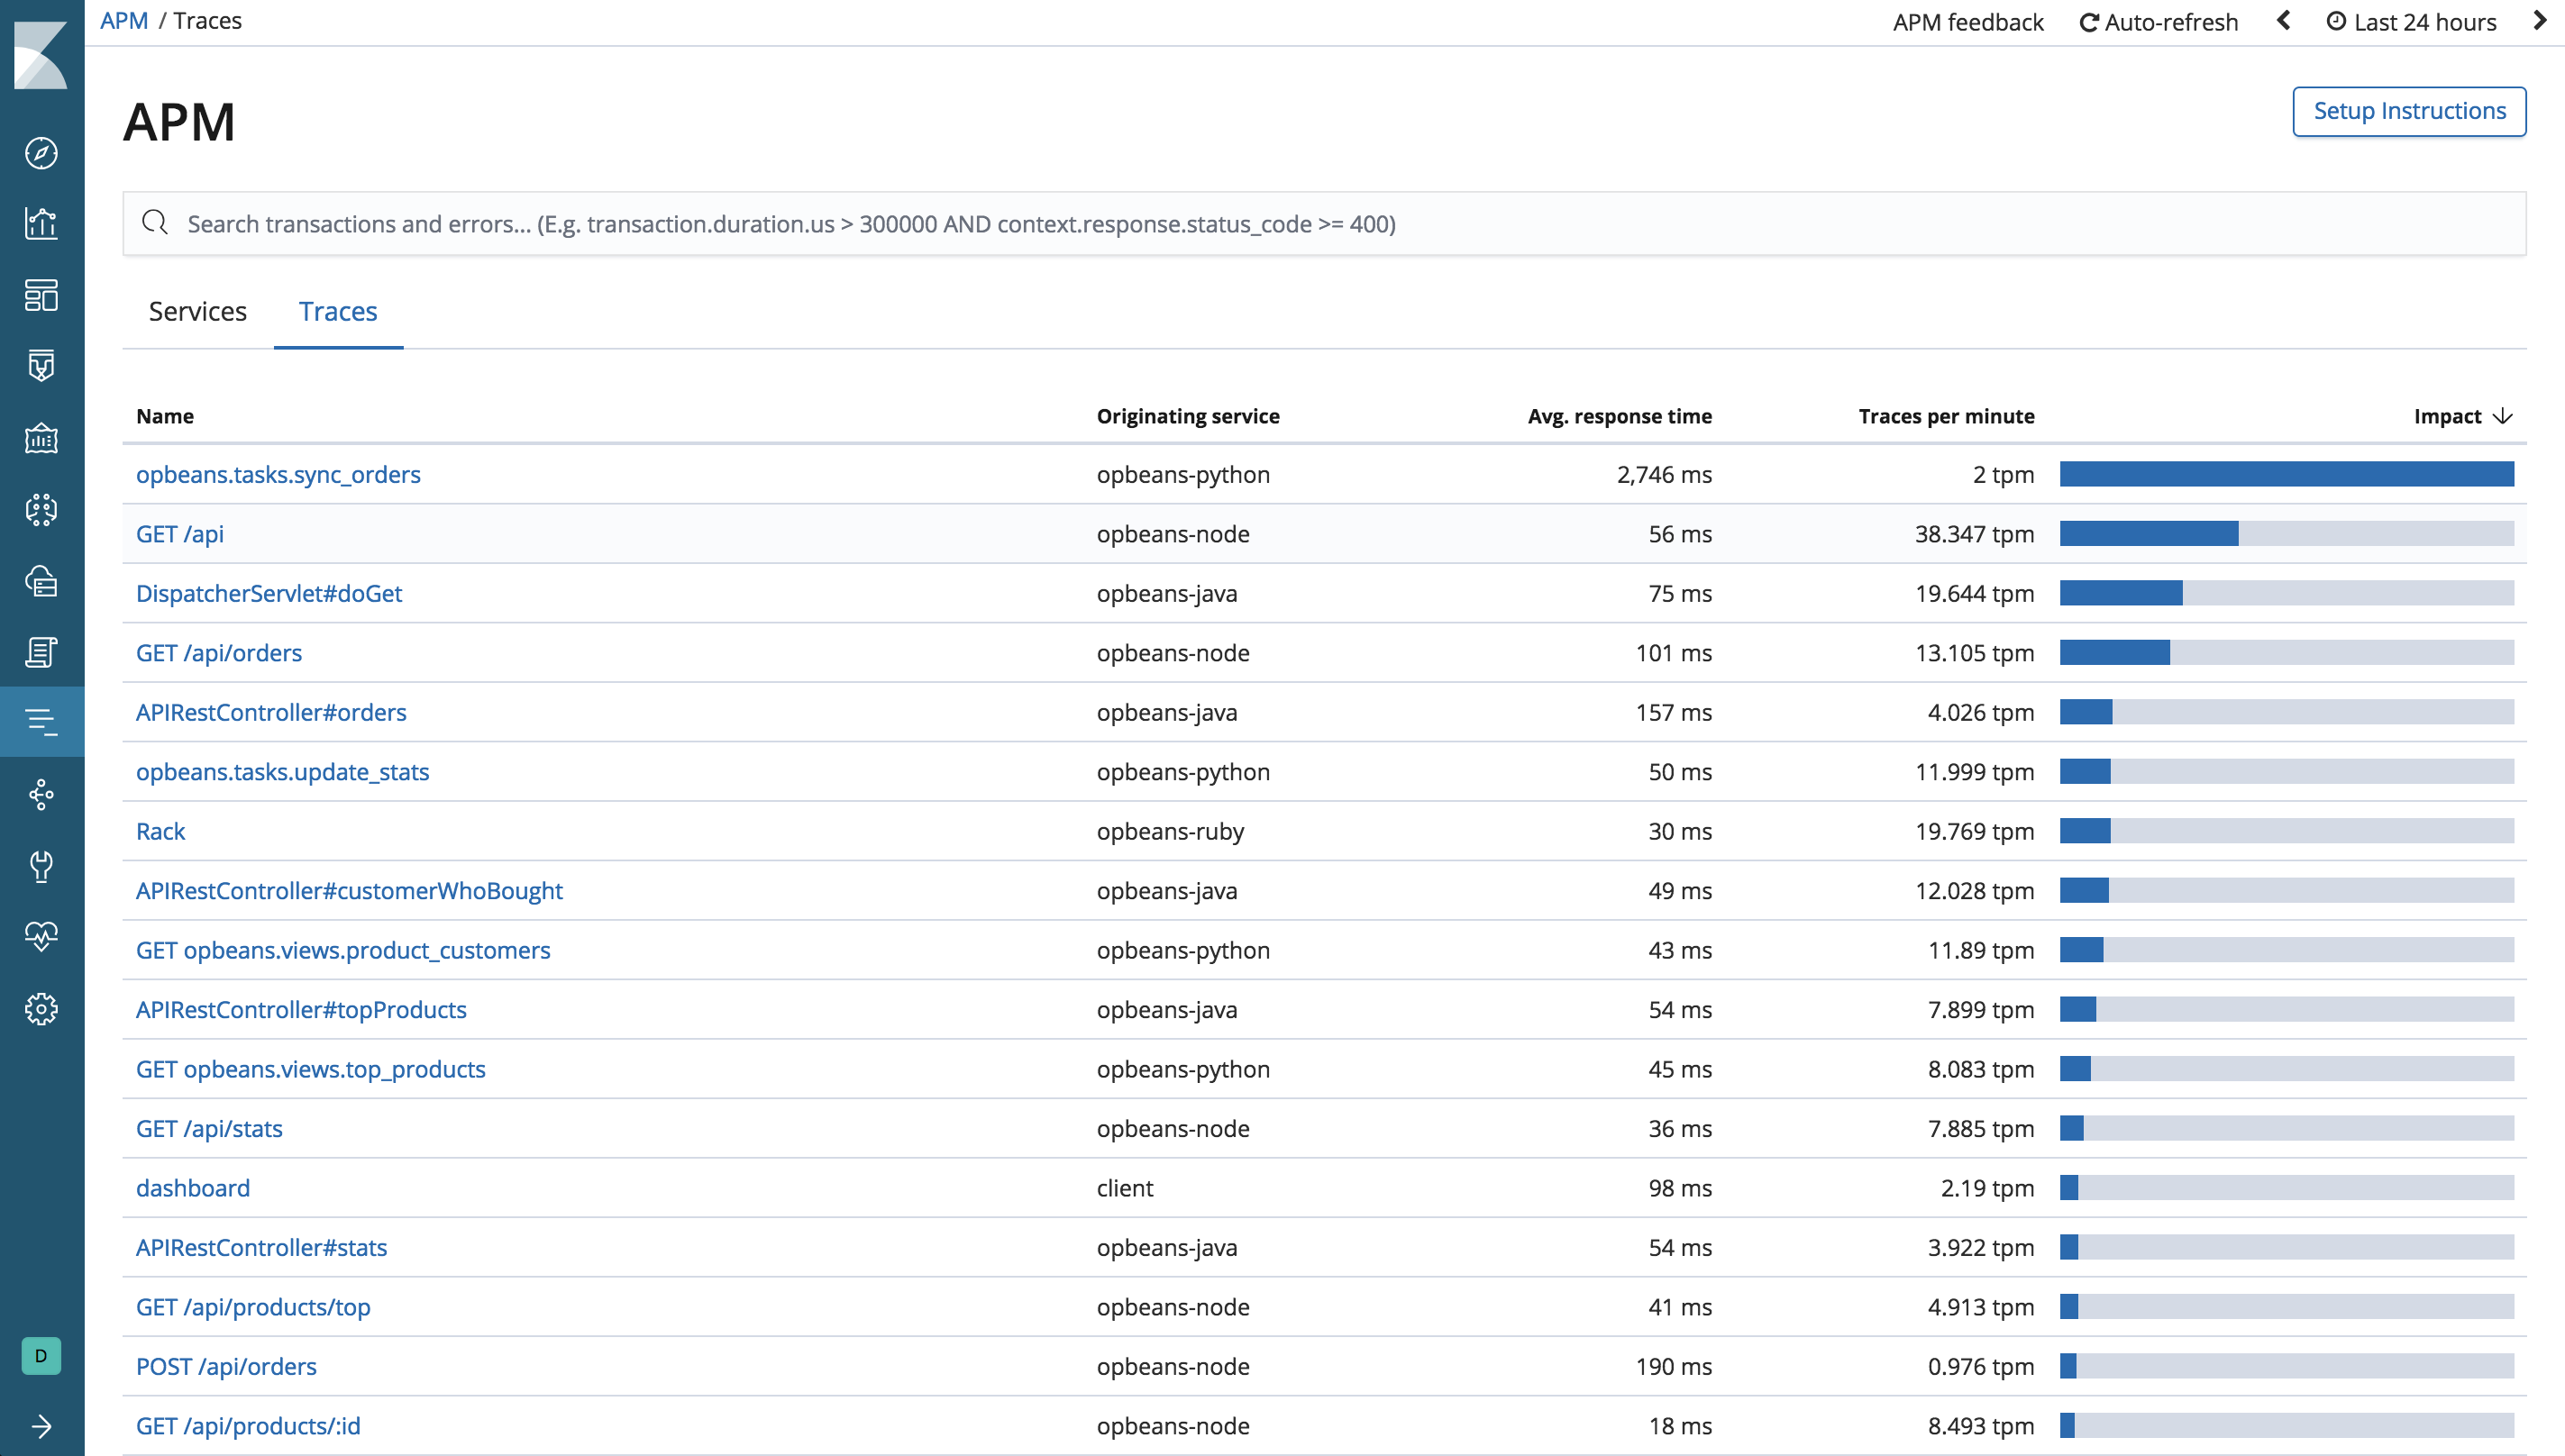 APM / Traces APM feedback Auto-refresh Last 24 hours
APM Setup Instructions
Search transactions and errors... (E.g. transaction.duration.us > 300000 AND context.response.status_code >= 400)
Services Traces
Name Originating service Avg. response time Traces per minute Impact
opbeans.tasks.sync_orders opbeans-python 2,746 ms 2 tpm
GET /api opbeans-node 56 ms 38.347 tpm
DispatcherServlet#doGet opbeans-java 75 ms 19.644 tpm
GET /api/orders opbeans-node 101 ms 13.105 tpm
APIRestController#orders opbeans-java 157 ms 4.026 tpm
opbeans.tasks.update_stats opbeans-python 50 ms 11.999 tpm
Rack opbeans-ruby 30 ms 19.769 tpm
APIRestController#customerWhoBought opbeans-java 49 ms 12.028 tpm
GET opbeans.views.product_customers opbeans-python 43 ms 11.89 tpm
APIRestController#topProducts opbeans-java 54 ms 7.899 tpm
GET opbeans.views.top_products opbeans-python 45 ms 8.083 tpm
GET /api/stats opbeans-node 36 ms 7.885 tpm
dashboard client 98 ms 2.19 tpm
APIRestController#stats opbeans-java 54 ms 3.922 tpm
GET /api/products/top opbeans-node 41 ms 4.913 tpm
D
POST /api/orders opbeans-node 190 ms 0.976 tpm
GET /api/products/:id opbeans-node 18 ms 8.493 tpm